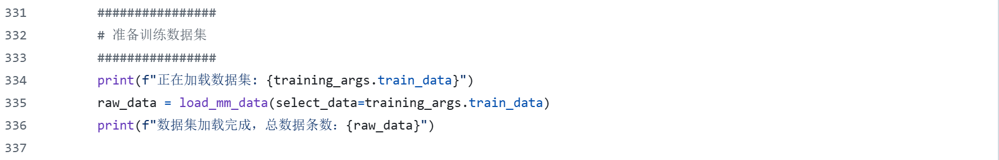 331 ################
332 # 准备训练数据集
333 ################
334 print(f"正在加载数据集: {training_args.train_data}")
335 raw_data = load_mm_data(select_data=training_args.train_data)
336 print(f"数据集加载完成，总数据条数：{raw_data}")
337